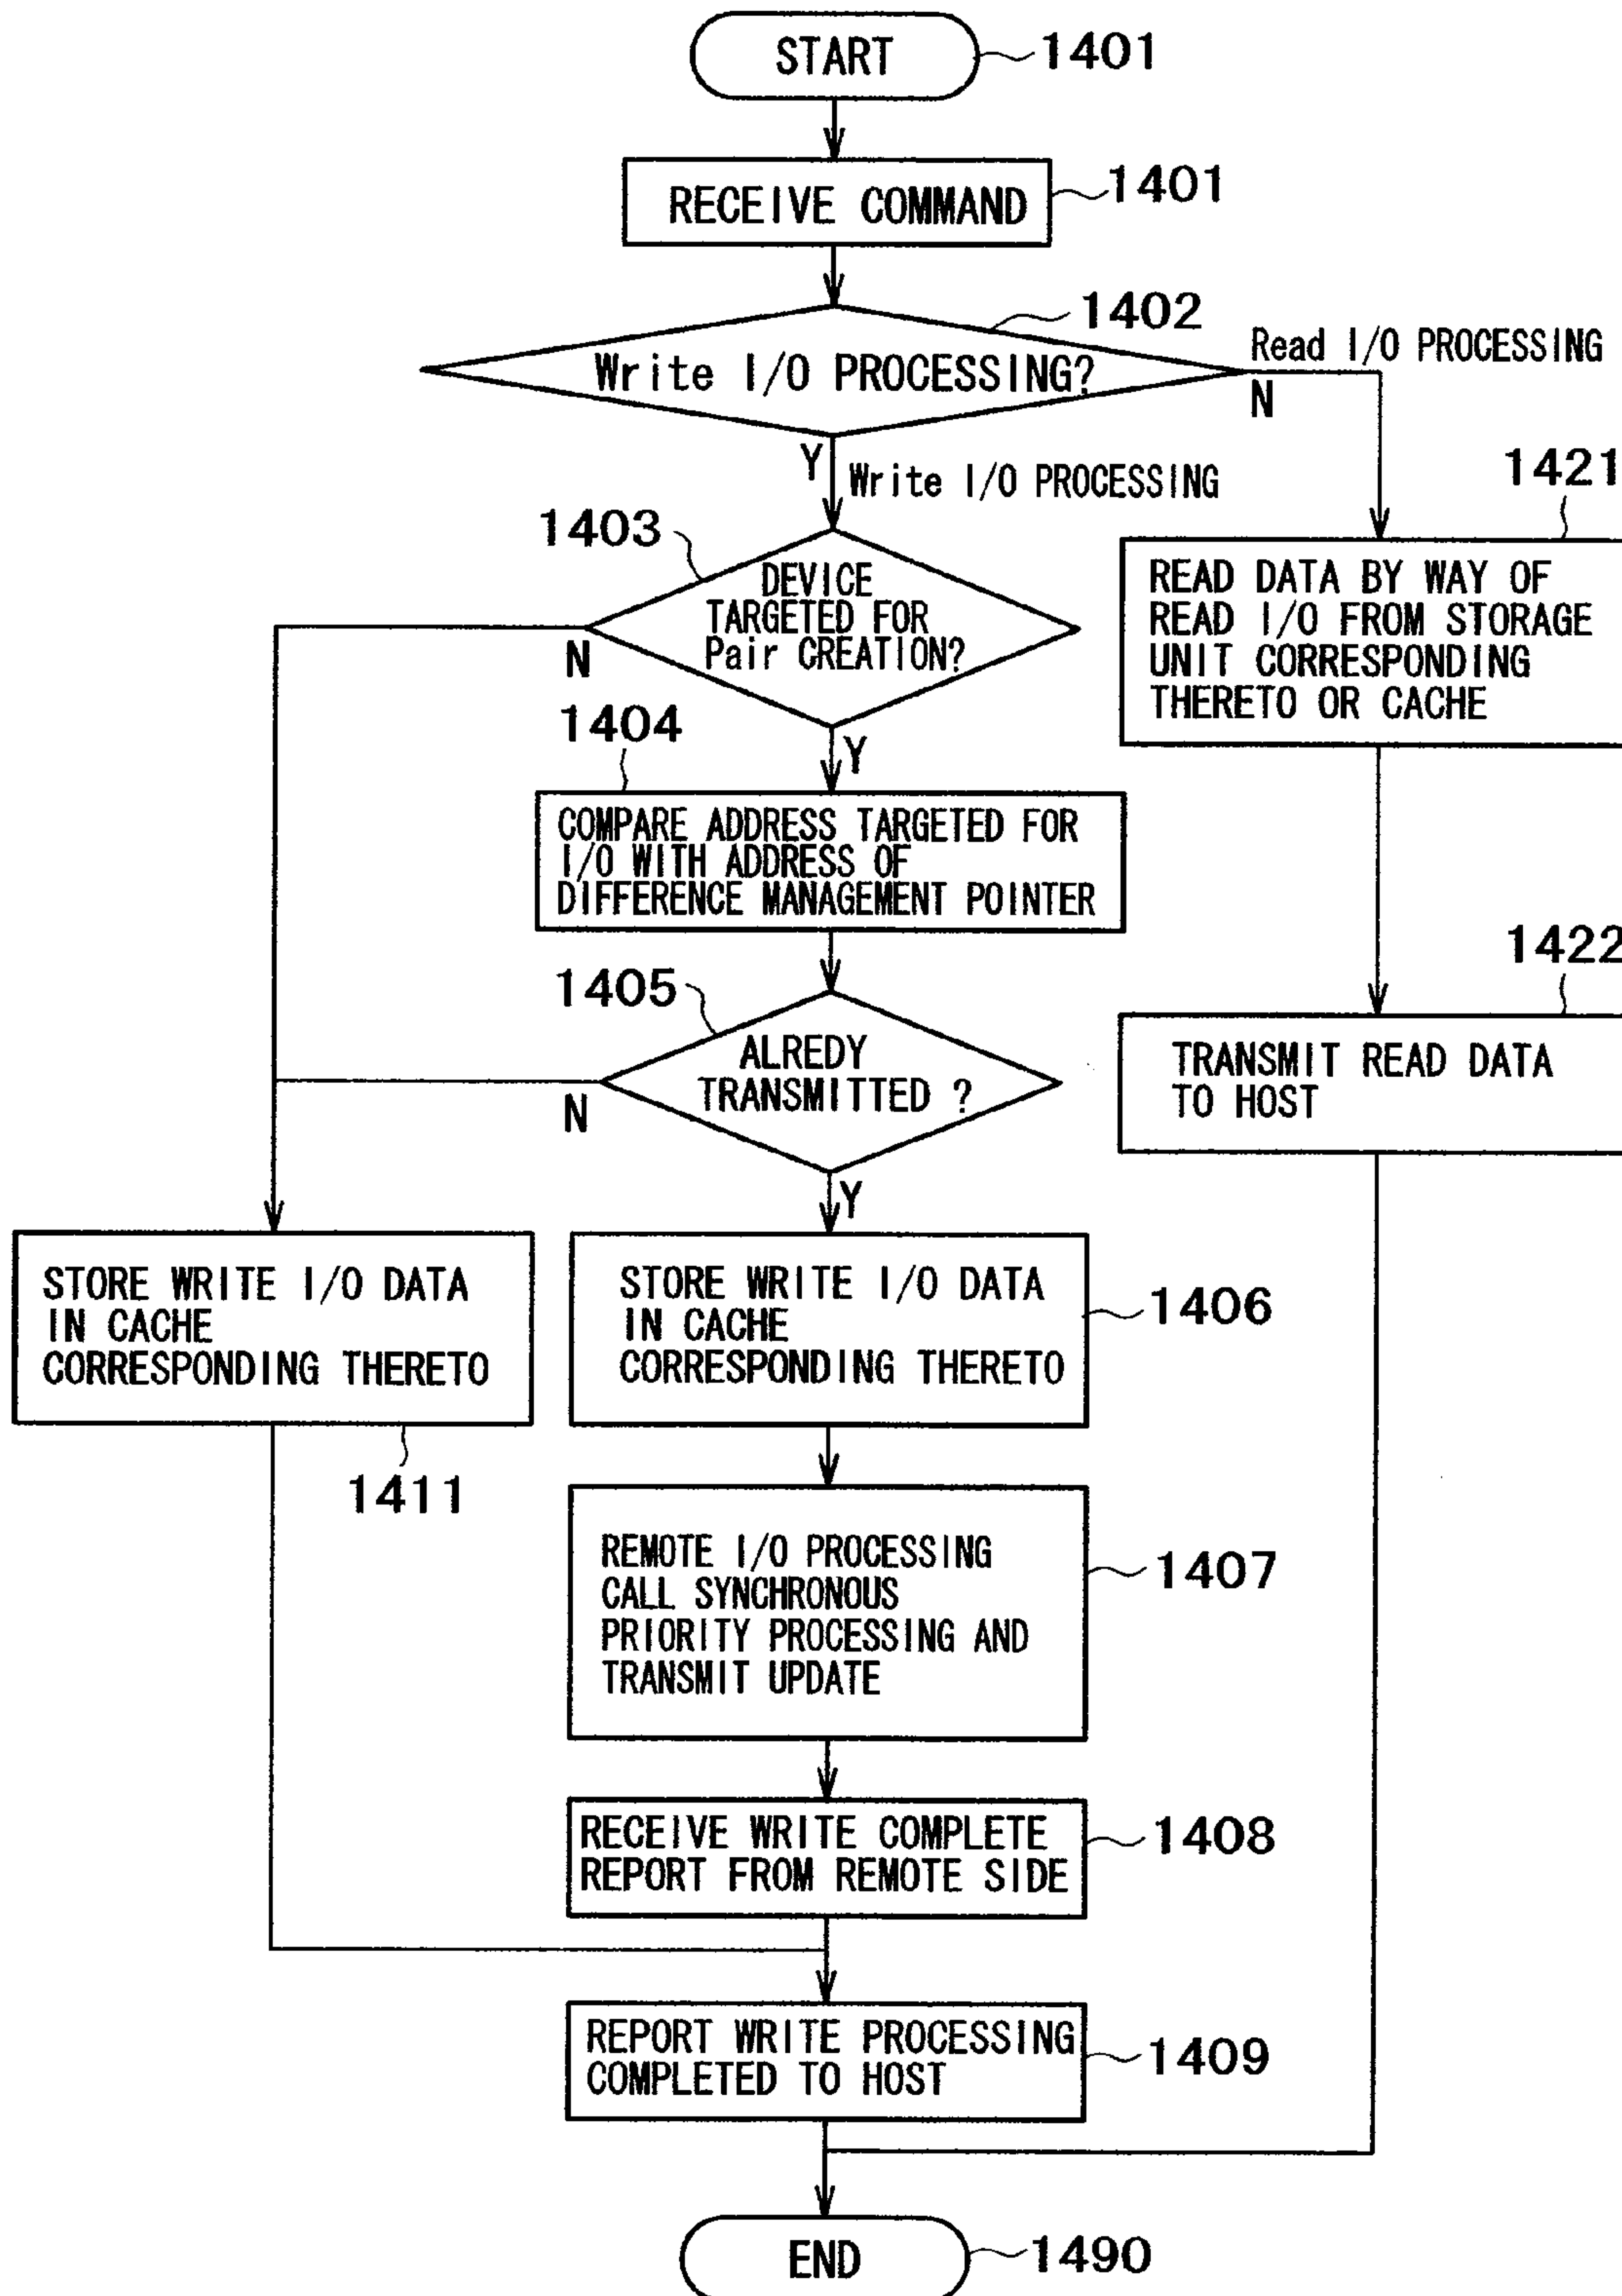 START
1401
RECEIVE COMMAND
1401
1402
Write I/O PROCESSING?
Read I/O PROCESSING
N
Y
Write I/O PROCESSING
1403
DEVICE
TARGETED FOR
Pair CREATION?
N
Y
1421
READ DATA BY WAY OF
READ I/O FROM STORAGE
UNIT CORRESPONDING
THERETO OR CACHE
1404
COMPARE ADDRESS TARGETED FOR
I/O WITH ADDRESS OF
DIFFERENCE MANAGEMENT POINTER
1405
ALREDY
TRANSMITTED ?
N
Y
1422
TRANSMIT READ DATA
TO HOST
STORE WRITE I/O DATA
IN CACHE
CORRESPONDING THERETO
1411
STORE WRITE I/O DATA
IN CACHE
CORRESPONDING THERETO
1406
REMOTE I/O PROCESSING
CALL SYNCHRONOUS
PRIORITY PROCESSING AND
TRANSMIT UPDATE
1407
RECEIVE WRITE COMPLETE
REPORT FROM REMOTE SIDE
1408
REPORT WRITE PROCESSING
COMPLETED TO HOST
1409
END
1490